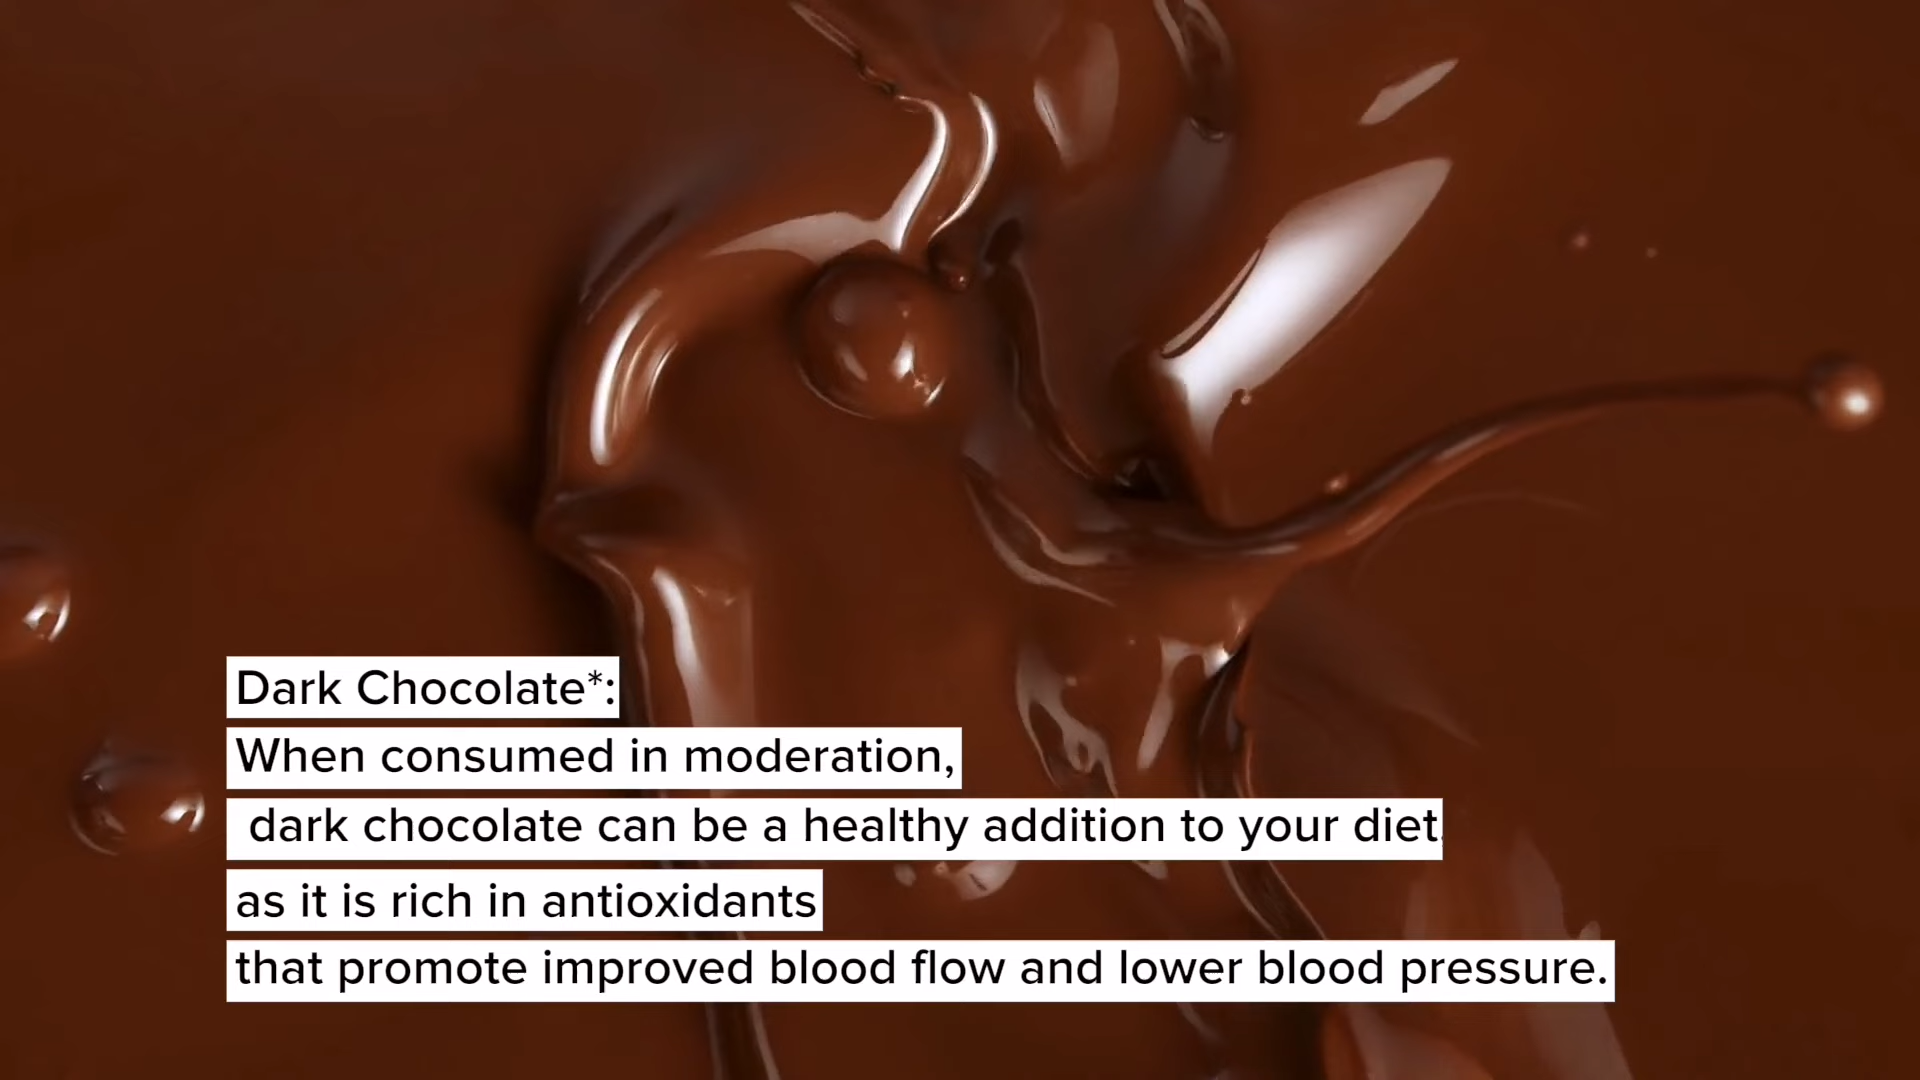 Dark Chocolate*:
When consumed in moderation,
dark chocolate can be a healthy addition to your diet,
as it is rich in antioxidants
that promote improved blood flow and lower blood pressure.